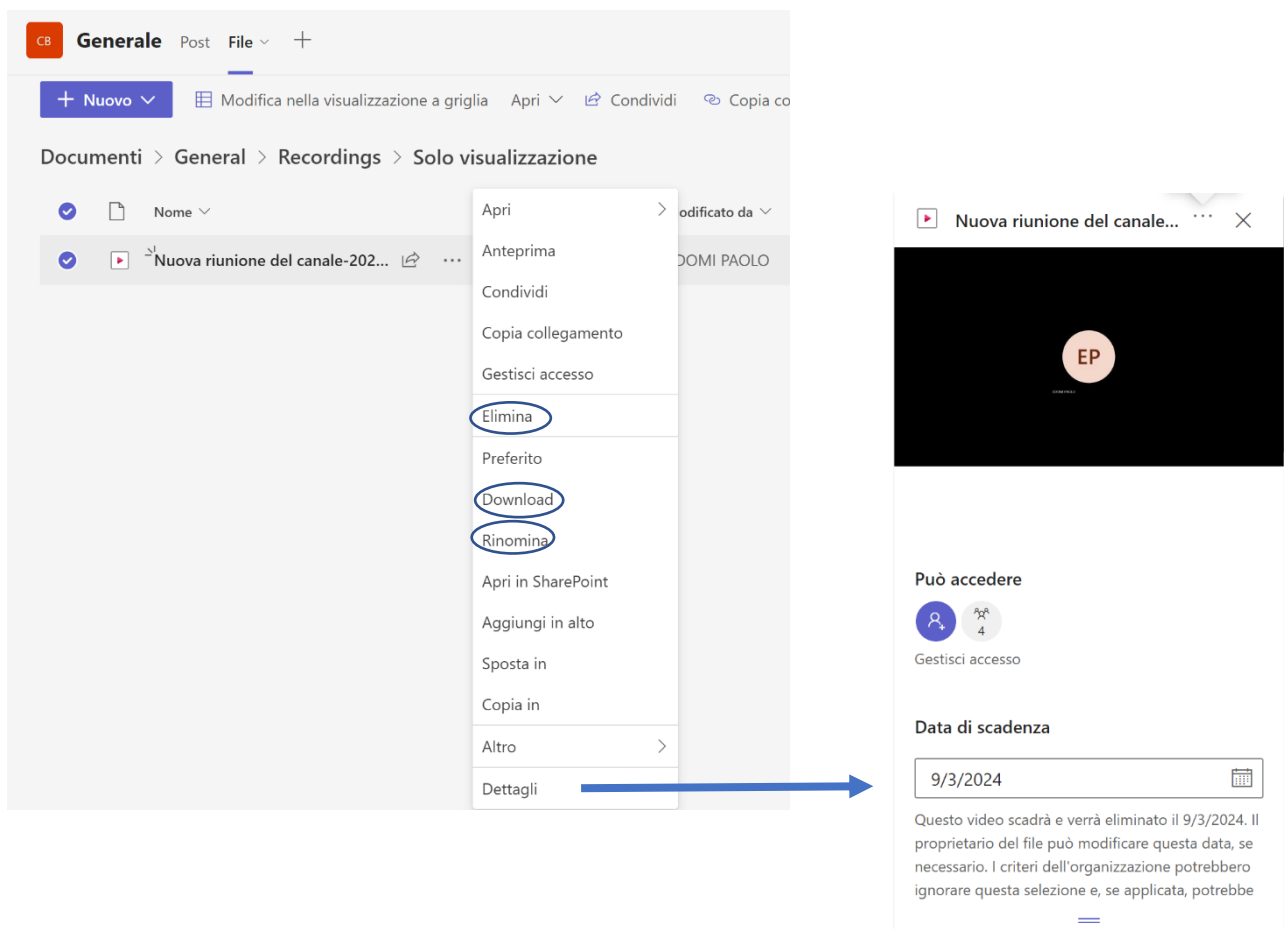 CB Generale Post File
Nuovo Modifica nella visualizzazione a griglia Apri Condividi Copia co
Documenti > General > Recordings > Solo visualizzazione
Nome odificato da
Nuova riunione del canale-202... DOMI PAOLO
Apri
Anteprima
Condividi
Copia collegamento
Gestisci accesso
Elimina
Preferito
Download
Rinomina
Apri in SharePoint
Aggiungi in alto
Sposta in
Copia in
Altro
Dettagli
Nuova riunione del canale...
EP
Può accedere
4
Gestisci accesso
Data di scadenza
9/3/2024
Questo video scadrà e verrà eliminato il 9/3/2024. Il
proprietario del file può modificare questa data, se
necessario. I criteri dell'organizzazione potrebbero
ignorare questa selezione e, se applicata, potrebbe